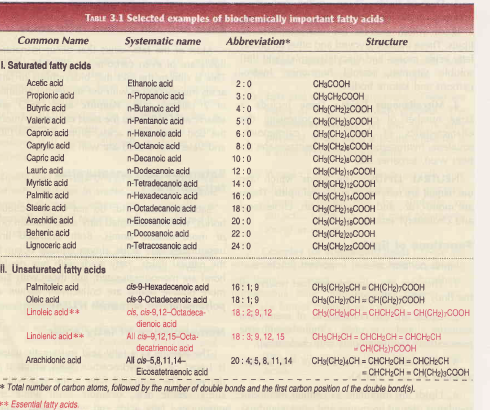 TABLE 3.1 Selected examples of biochemically important fatty acids
Common Name Systematic name Abbreviation* Structure
I. Saturated fatty acids
Acetic acid Ethanoic acid 2 : 0 CH3COOH
Propionic acid n-Propanoic acid 3 : 0 CH3CH2COOH
Butyric acid n-Butanoic acid 4 : 0 CH3(CH2)2COOH
Valeric acid n-Pentanoic acid 5 : 0 CH3(CH2)3COOH
Caproic acid n-Hexanoic acid 6 : 0 CH3(CH2)4COOH
Caprylic acid n-Octanoic acid 8 : 0 CH3(CH2)6COOH
Capric acid n-Decanoic acid 10 : 0 CH3(CH2)8COOH
Lauric acid n-Dodecanoic acid 12 : 0 CH3(CH2)10COOH
Myristic acid n-Tetradecanoic acid 14 : 0 CH3(CH2)12COOH
Palmitic acid n-Hexadecanoic acid 16 : 0 CH3(CH2)14COOH
Stearic acid n-Octadecanoic acid 18 : 0 CH3(CH2)16COOH
Arachidic acid n-Eicosanoic acid 20 : 0 CH3(CH2)18COOH
Behenic acid n-Docosanoic acid 22 : 0 CH3(CH2)20COOH
Lignoceric acid n-Tetracosanoic acid 24 : 0 CH3(CH2)22COOH
II. Unsaturated fatty acids
Palmitoleic acid cis-9-Hexadecenoic acid 16 : 1; 9 CH3(CH2)5CH = CH(CH2)7COOH
Oleic acid cis-9-Octadecenoic acid 18 : 1; 9 CH3(CH2)7CH = CH(CH2)7COOH
Linoleic acid** cis, cis-9,12–Octadeca- 18 : 2; 9, 12 CH3(CH2)4CH = CHCH2CH = CH(CH2)7COOH
dienoic acid
Linolenic acid** All cis–9,12,15–Octa- 18 : 3; 9, 12, 15 CH3CH2CH = CHCH2CH = CHCH2CH
decatrienoic acid = CH(CH2)7COOH
Arachidonic acid All cis–5,8,11,14– 20 : 4; 5, 8, 11, 14 CH3(CH2)4CH = CHCH2CH = CHCH2CH
Eicosatetraenoic acid = CHCH2CH = CH(CH2)3COOH
* Total number of carbon atoms, followed by the number of double bonds and the first carbon position of the double bond(s).
** Essential fatty acids.